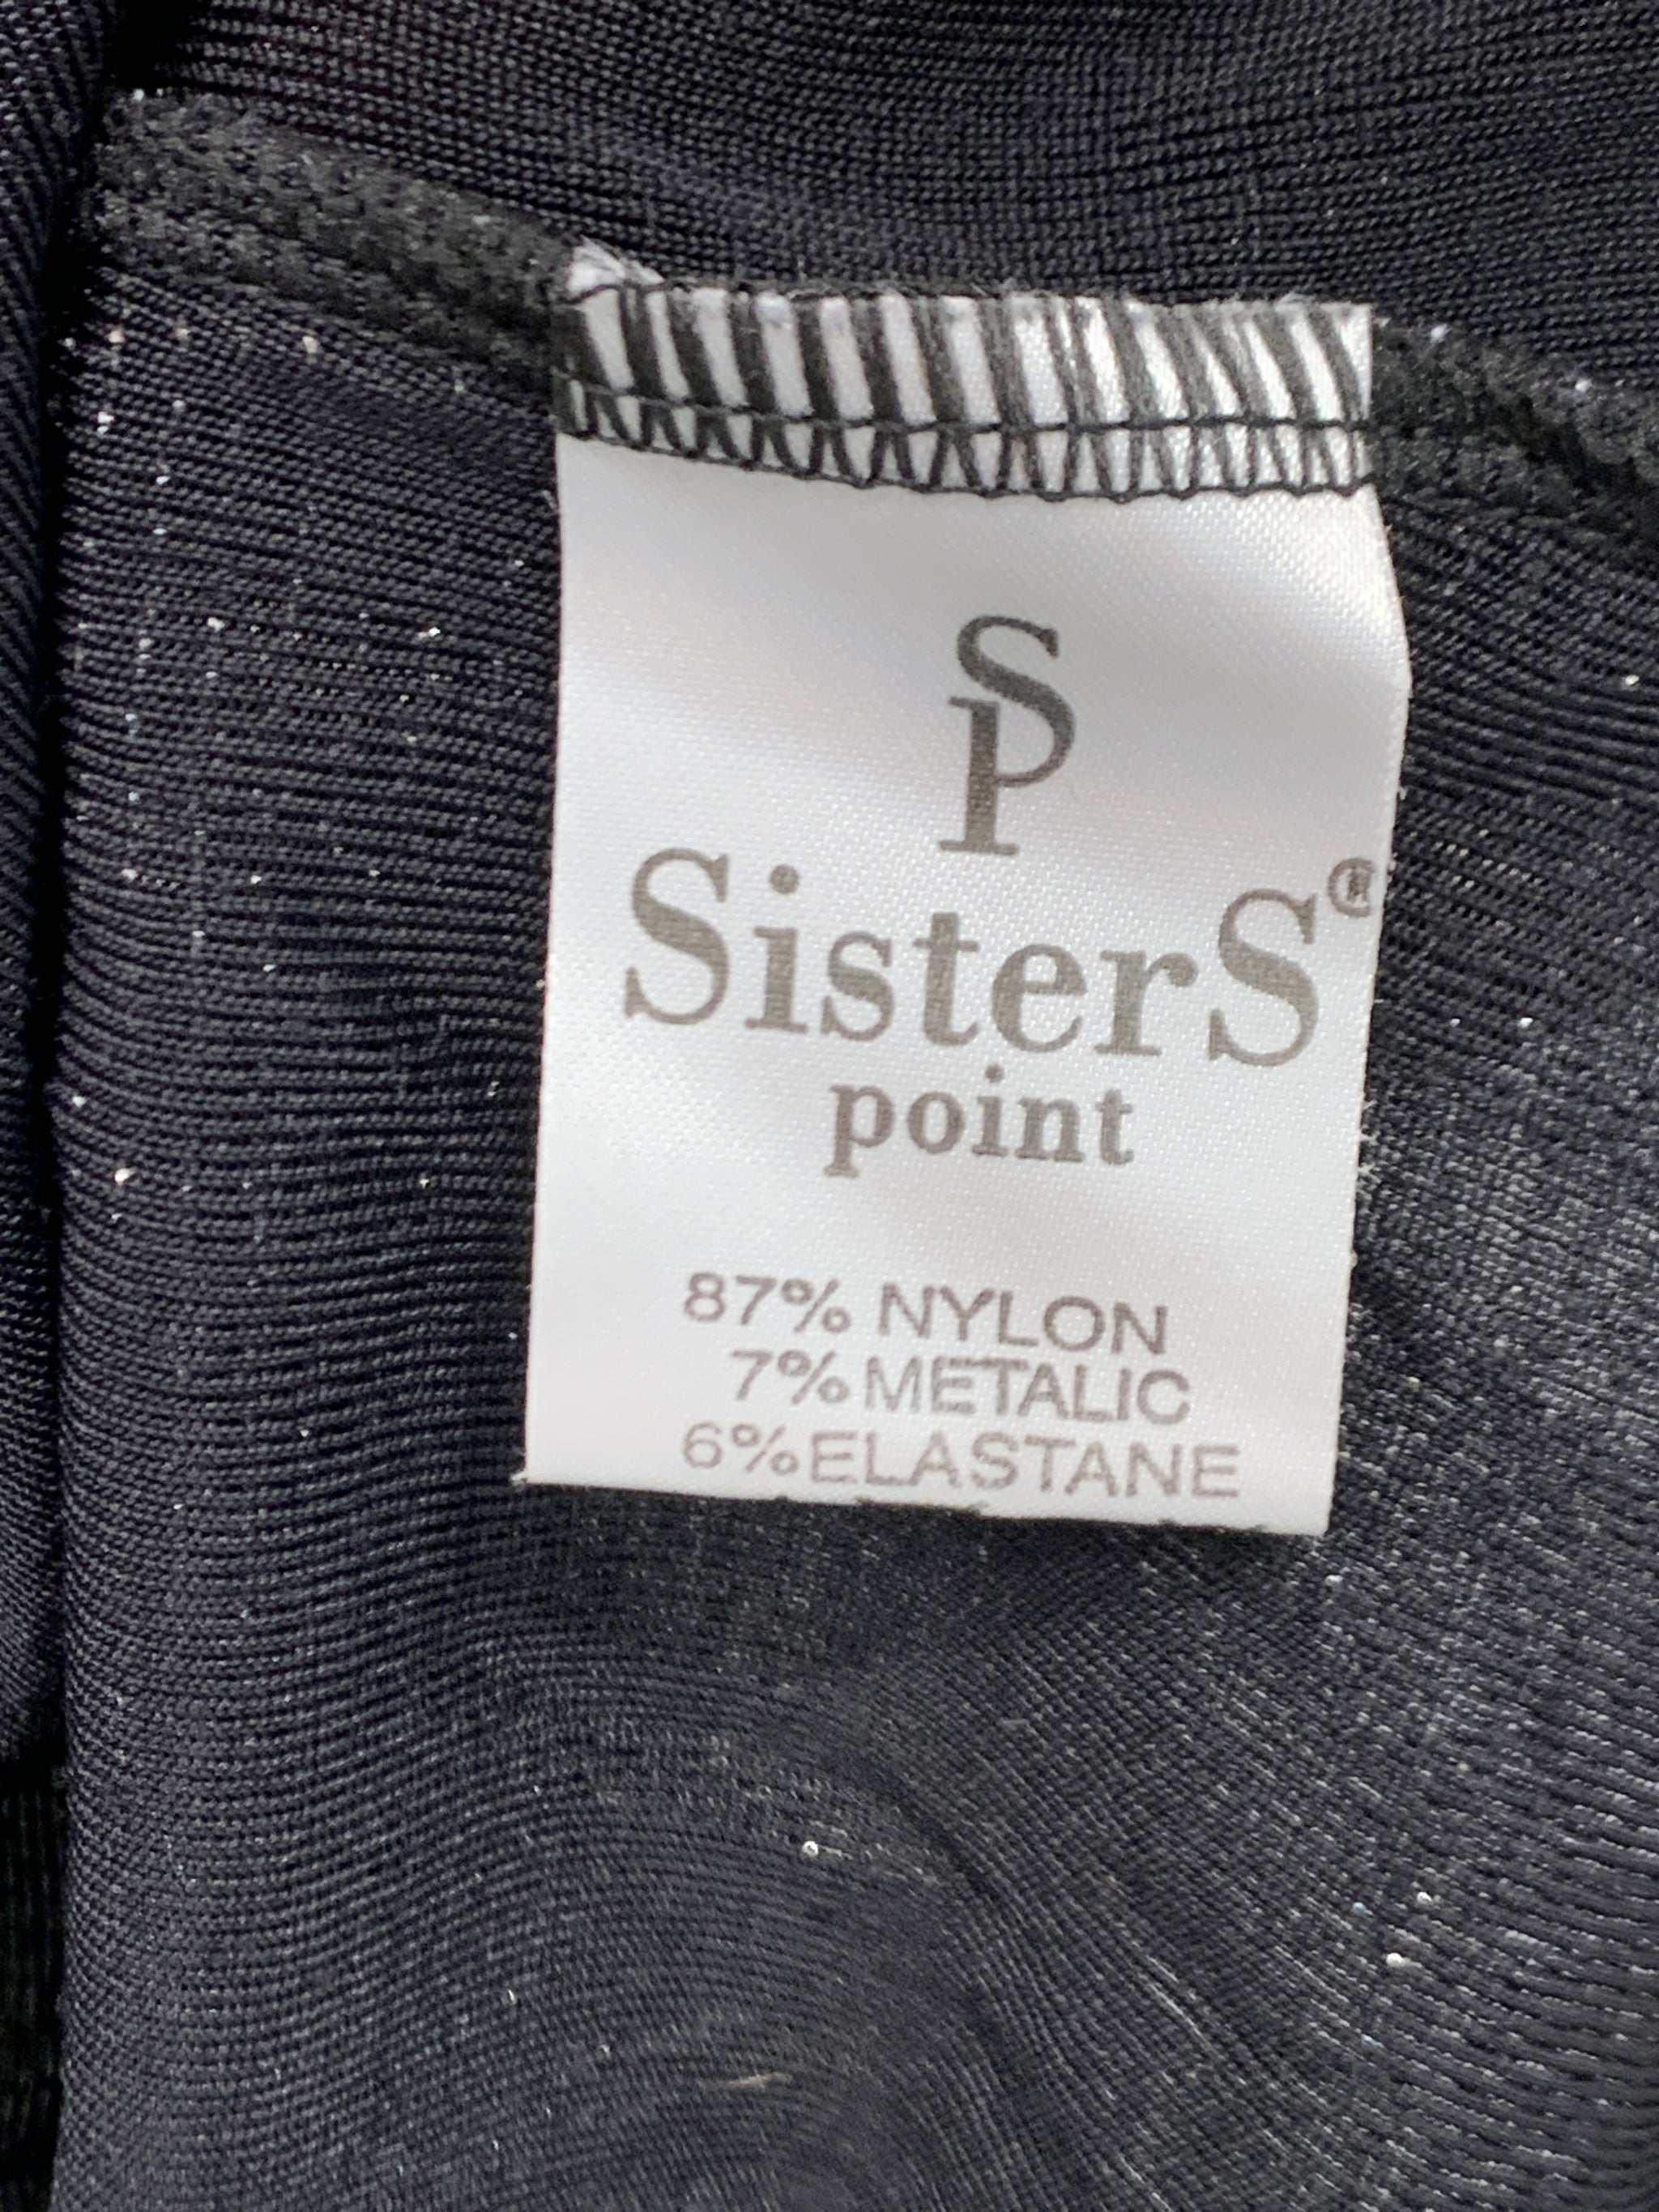 SP
SisterS®
point
87% NYLON
7% METALIC
6% ELASTANE